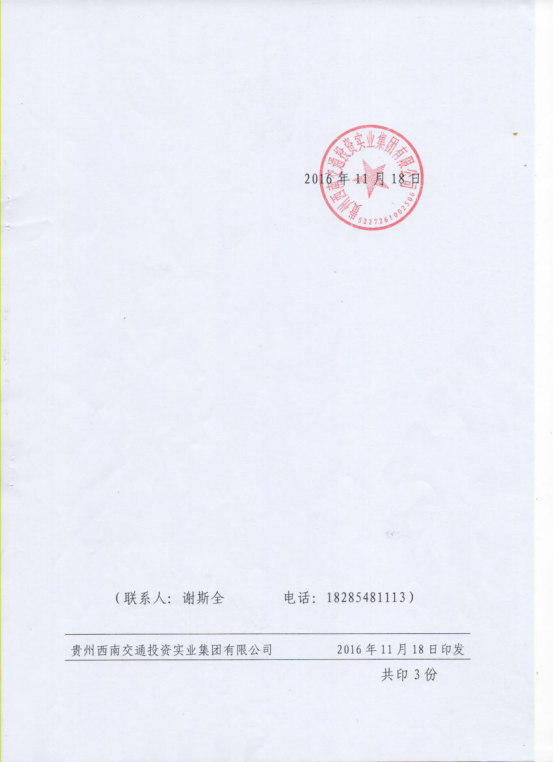 贵州西南交通投资实业集团有限公司
2016年11月18日
5227261003506
（联系人：谢斯全 电话：18285481113）
贵州西南交通投资实业集团有限公司 2016年11月18日印发
共印3份